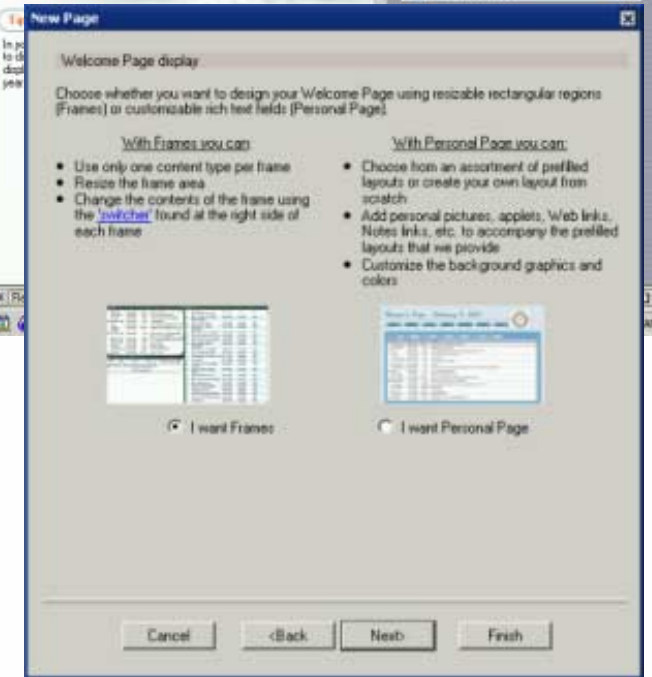 New Page
Welcome Page display
Choose whether you want to design your Welcome Page using resizable rectangular regions
(Frames) or customizable rich text fields (Personal Page).
With Frames you can:
• Use only one content type per frame
• Resize the frame area
• Change the contents of the frame using
the 'switcher' found at the right side of
each frame
With Personal Page you can:
• Choose from an assortment of prefilled
layouts or create your own layout from
scratch
• Add personal pictures, applets, Web links,
Notes links, etc. to accompany the prefilled
layouts that we provide
• Customize the background graphics and
colors
I want Frames
I want Personal Page
Cancel
<Back
Next>
Finish